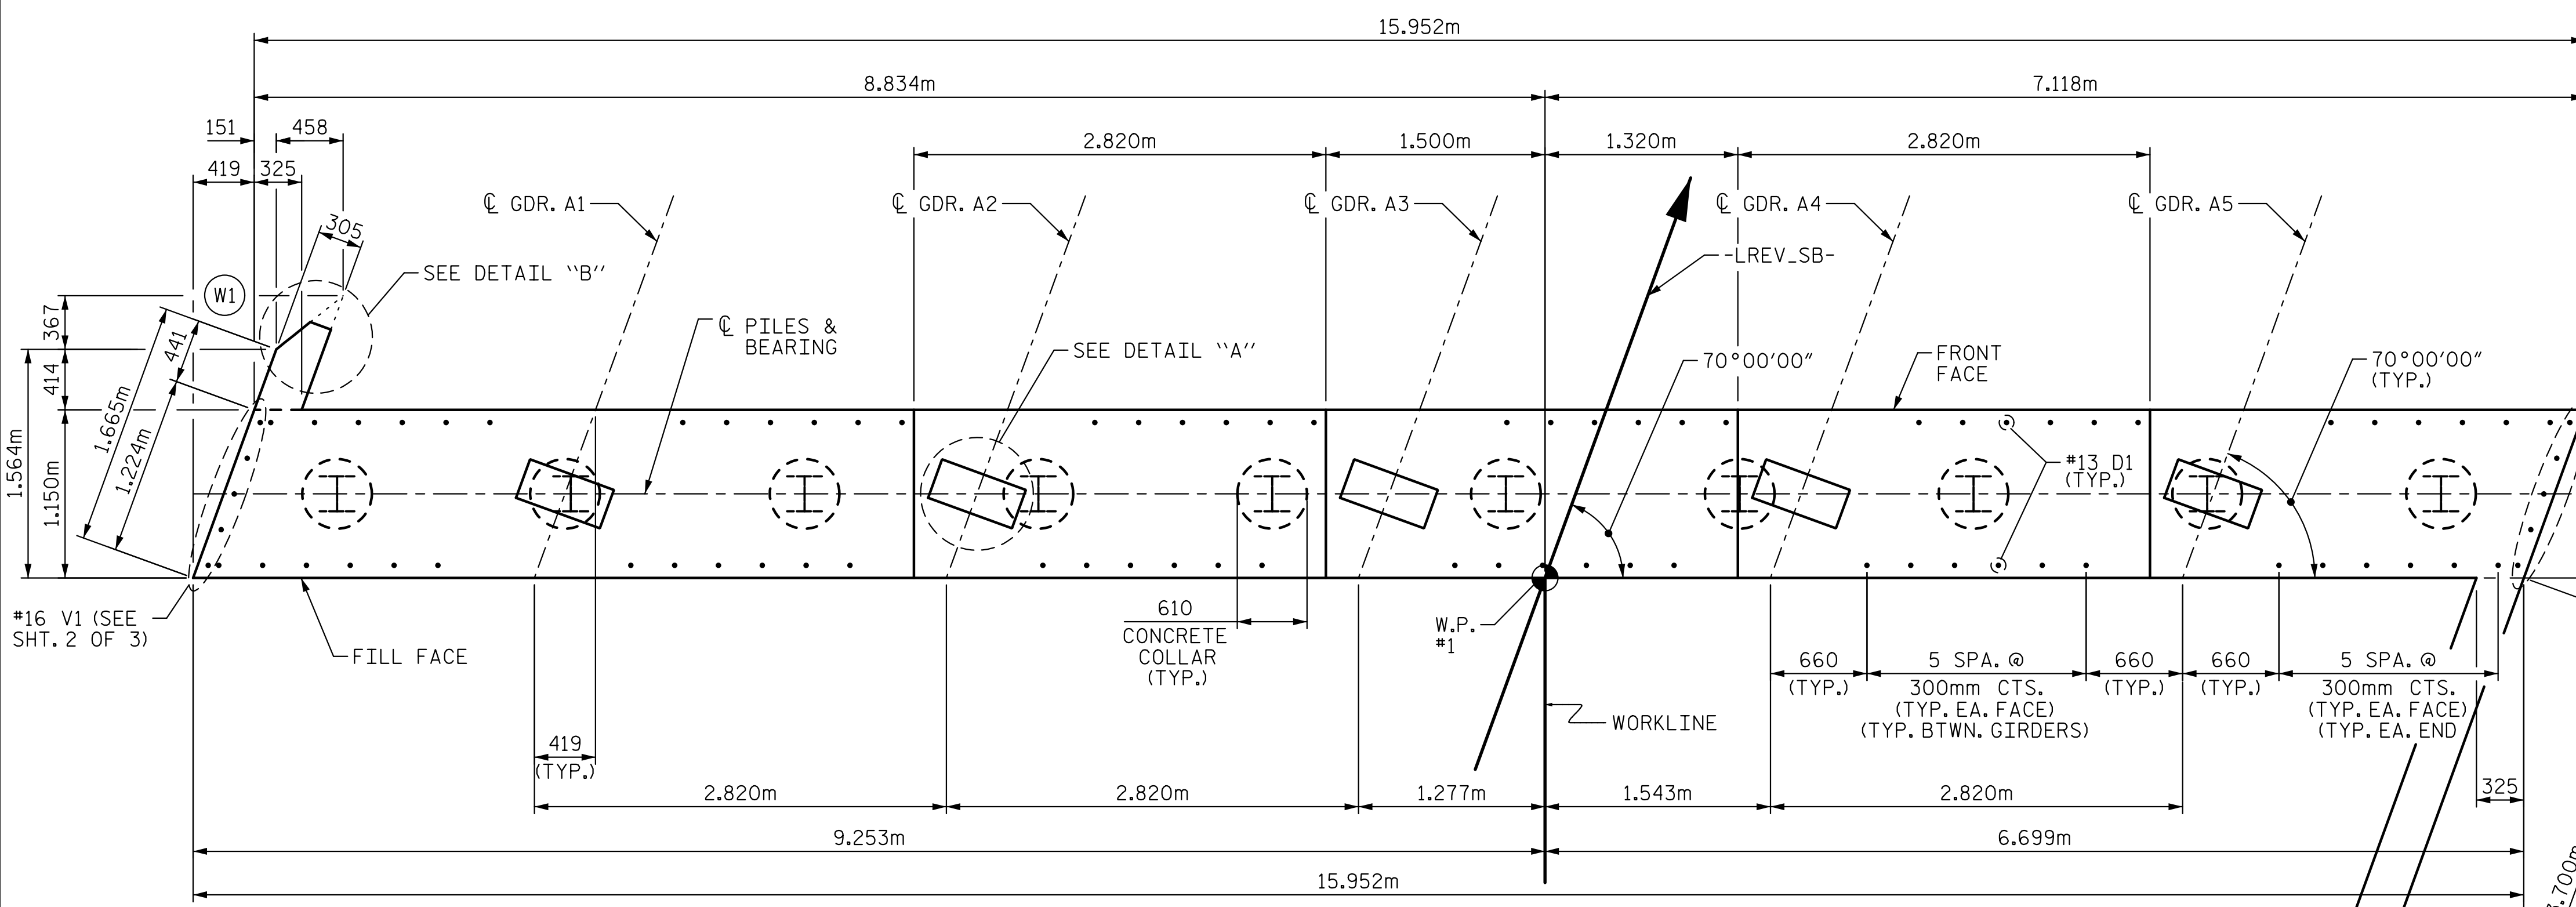 15.952m
8.834m
7.118m
151
458
2.820m
1.500m
1.320m
2.820m
419
325
℄ GDR. A1
℄ GDR. A2
℄ GDR. A3
℄ GDR. A4
℄ GDR. A5
305
-LREV_SB-
SEE DETAIL "B"
W1
367
441
414
℄ PILES &
BEARING
SEE DETAIL "A"
70°00'00"
FRONT
FACE
70°00'00"
(TYP.)
1.665m
1.224m
1.564m
1.150m
#13 D1
(TYP.)
#16 V1 (SEE
SHT. 2 OF 3)
FILL FACE
610
CONCRETE
COLLAR
(TYP.)
W.P.
#1
660
(TYP.)
5 SPA. @
300mm CTS.
(TYP. EA. FACE)
(TYP. BTWN. GIRDERS)
660
(TYP.)
660
(TYP.)
5 SPA. @
300mm CTS.
(TYP. EA. FACE)
(TYP. EA. END
WORKLINE
419
(TYP.)
2.820m
2.820m
1.277m
1.543m
2.820m
325
9.253m
6.699m
15.952m